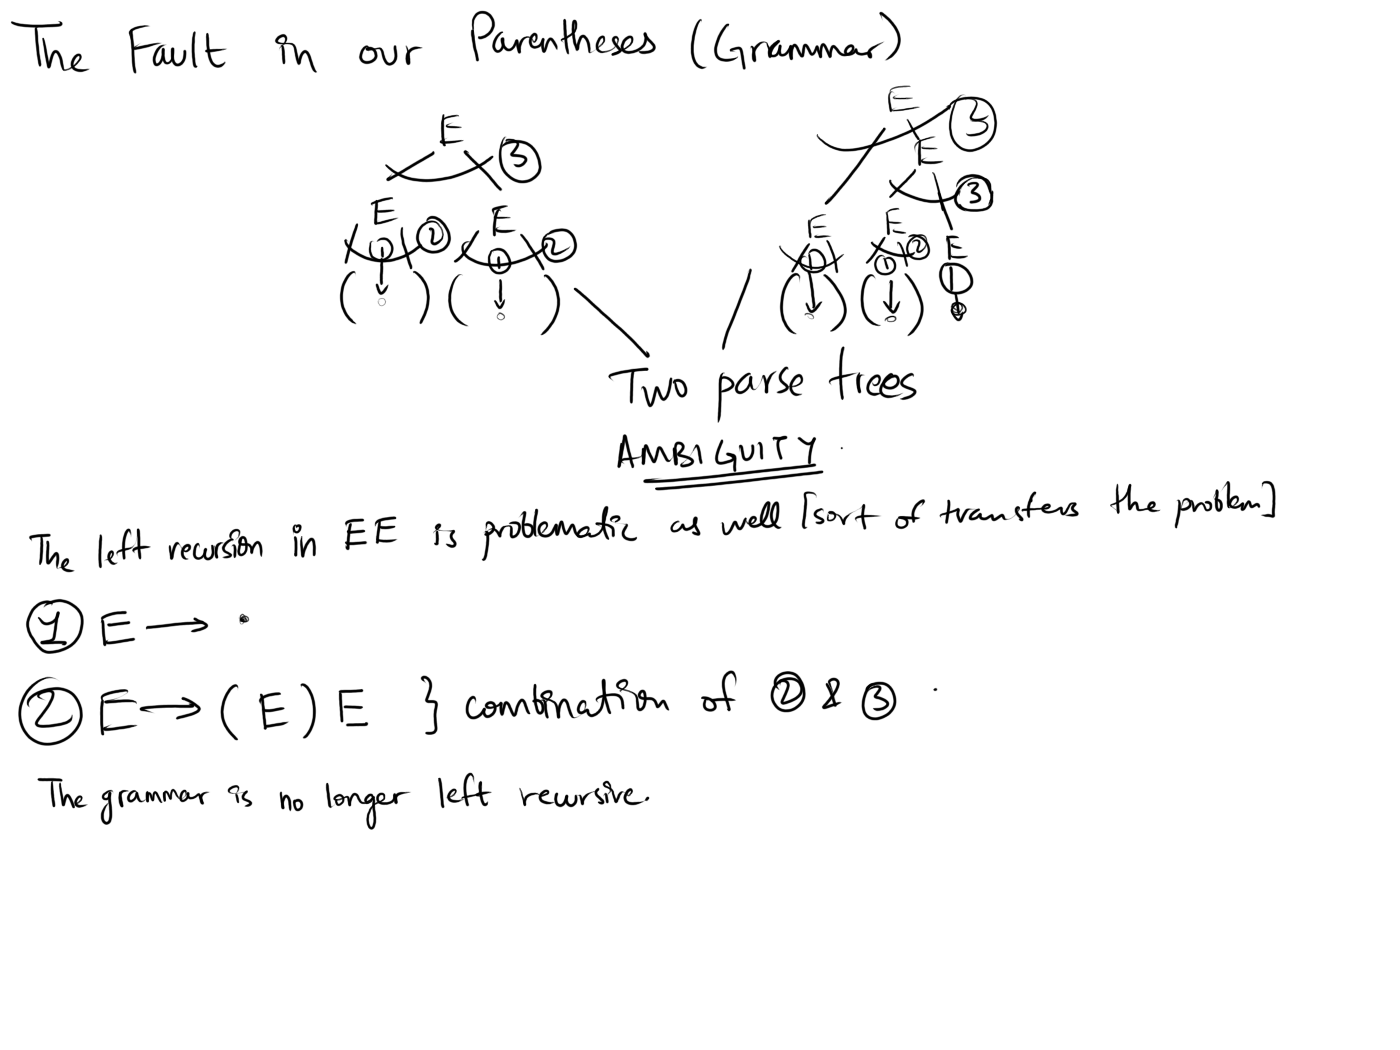 The Fault in our Parentheses (Grammar)
E ③ E ③
E
③
E ② E ② E E ② E
① ① ① ① ①
( ) ( ) ( ) ( )
Two parse trees
AMBIGUITY
The left recursion in EE is problematic as well [sort of transfers the problem]
① E → ·
② E → ( E ) E } combination of ② & ③
The grammar is no longer left recursive.